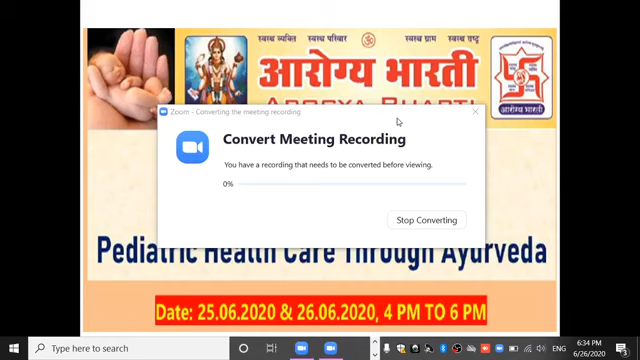 स्वस्थ व्यक्ति स्वस्थ परिवार स्वस्थ ग्राम स्वस्थ राष्ट्र
आरोग्य भारती
आरोग्य भारती
Zoom - Converting the meeting recording
Convert Meeting Recording
You have a recording that needs to be converted before viewing.
0%
Stop Converting
Pediatric Health Care Through Ayurveda
Date: 25.06.2020 & 26.06.2020, 4 PM TO 6 PM
Type here to search
ENG
6:34 PM
6/26/2020